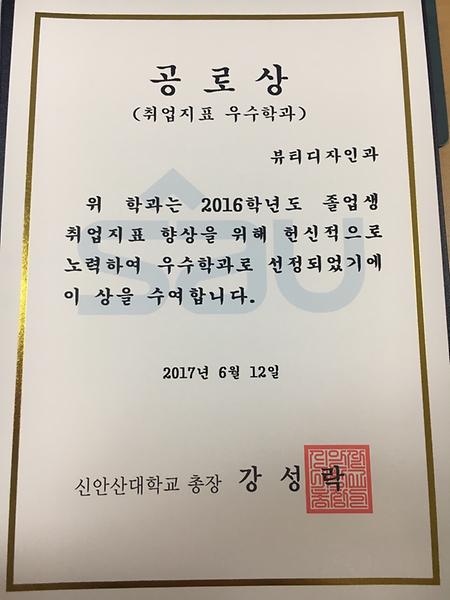 공로상
(취업지표 우수학과)
뷰티디자인과
위 학과는 2016학년도 졸업생
취업지표 향상을 위해 헌신적으로
노력하여 우수학과로 선정되었기에
이 상을 수여합니다.
sau
2017년 6월 12일
신안산대학교 총장 강성락